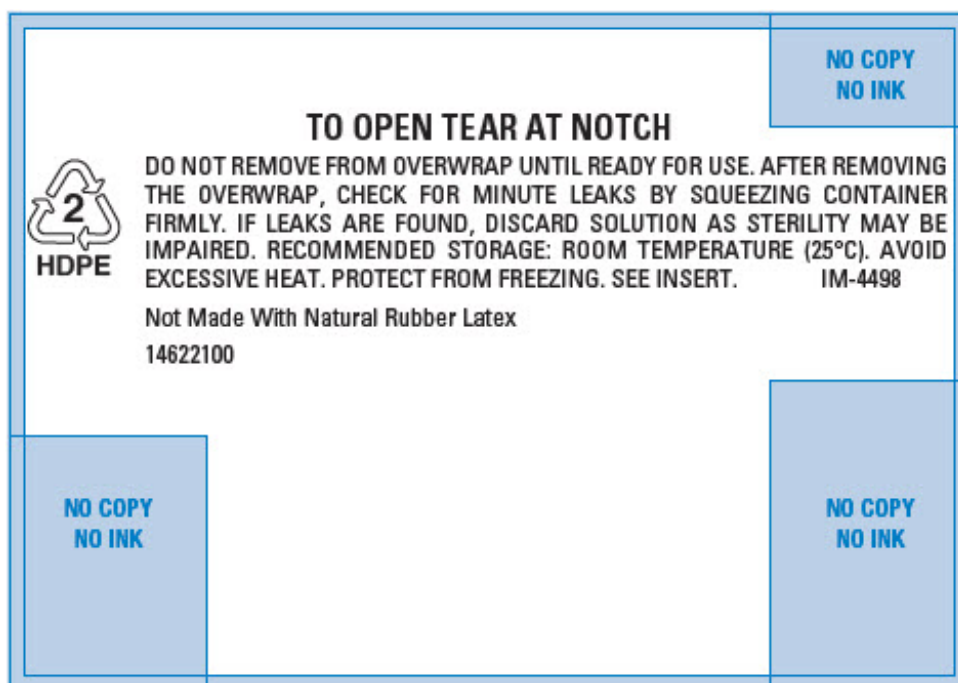 NO COPY
NO INK
TO OPEN TEAR AT NOTCH
DO NOT REMOVE FROM OVERWRAP UNTIL READY FOR USE. AFTER REMOVING
THE OVERWRAP, CHECK FOR MINUTE LEAKS BY SQUEEZING CONTAINER
FIRMLY. IF LEAKS ARE FOUND, DISCARD SOLUTION AS STERILITY MAY BE
IMPAIRED. RECOMMENDED STORAGE: ROOM TEMPERATURE (25°C). AVOID
EXCESSIVE HEAT. PROTECT FROM FREEZING. SEE INSERT. IM-4498
2
HDPE
Not Made With Natural Rubber Latex
14622100
NO COPY
NO INK
NO COPY
NO INK